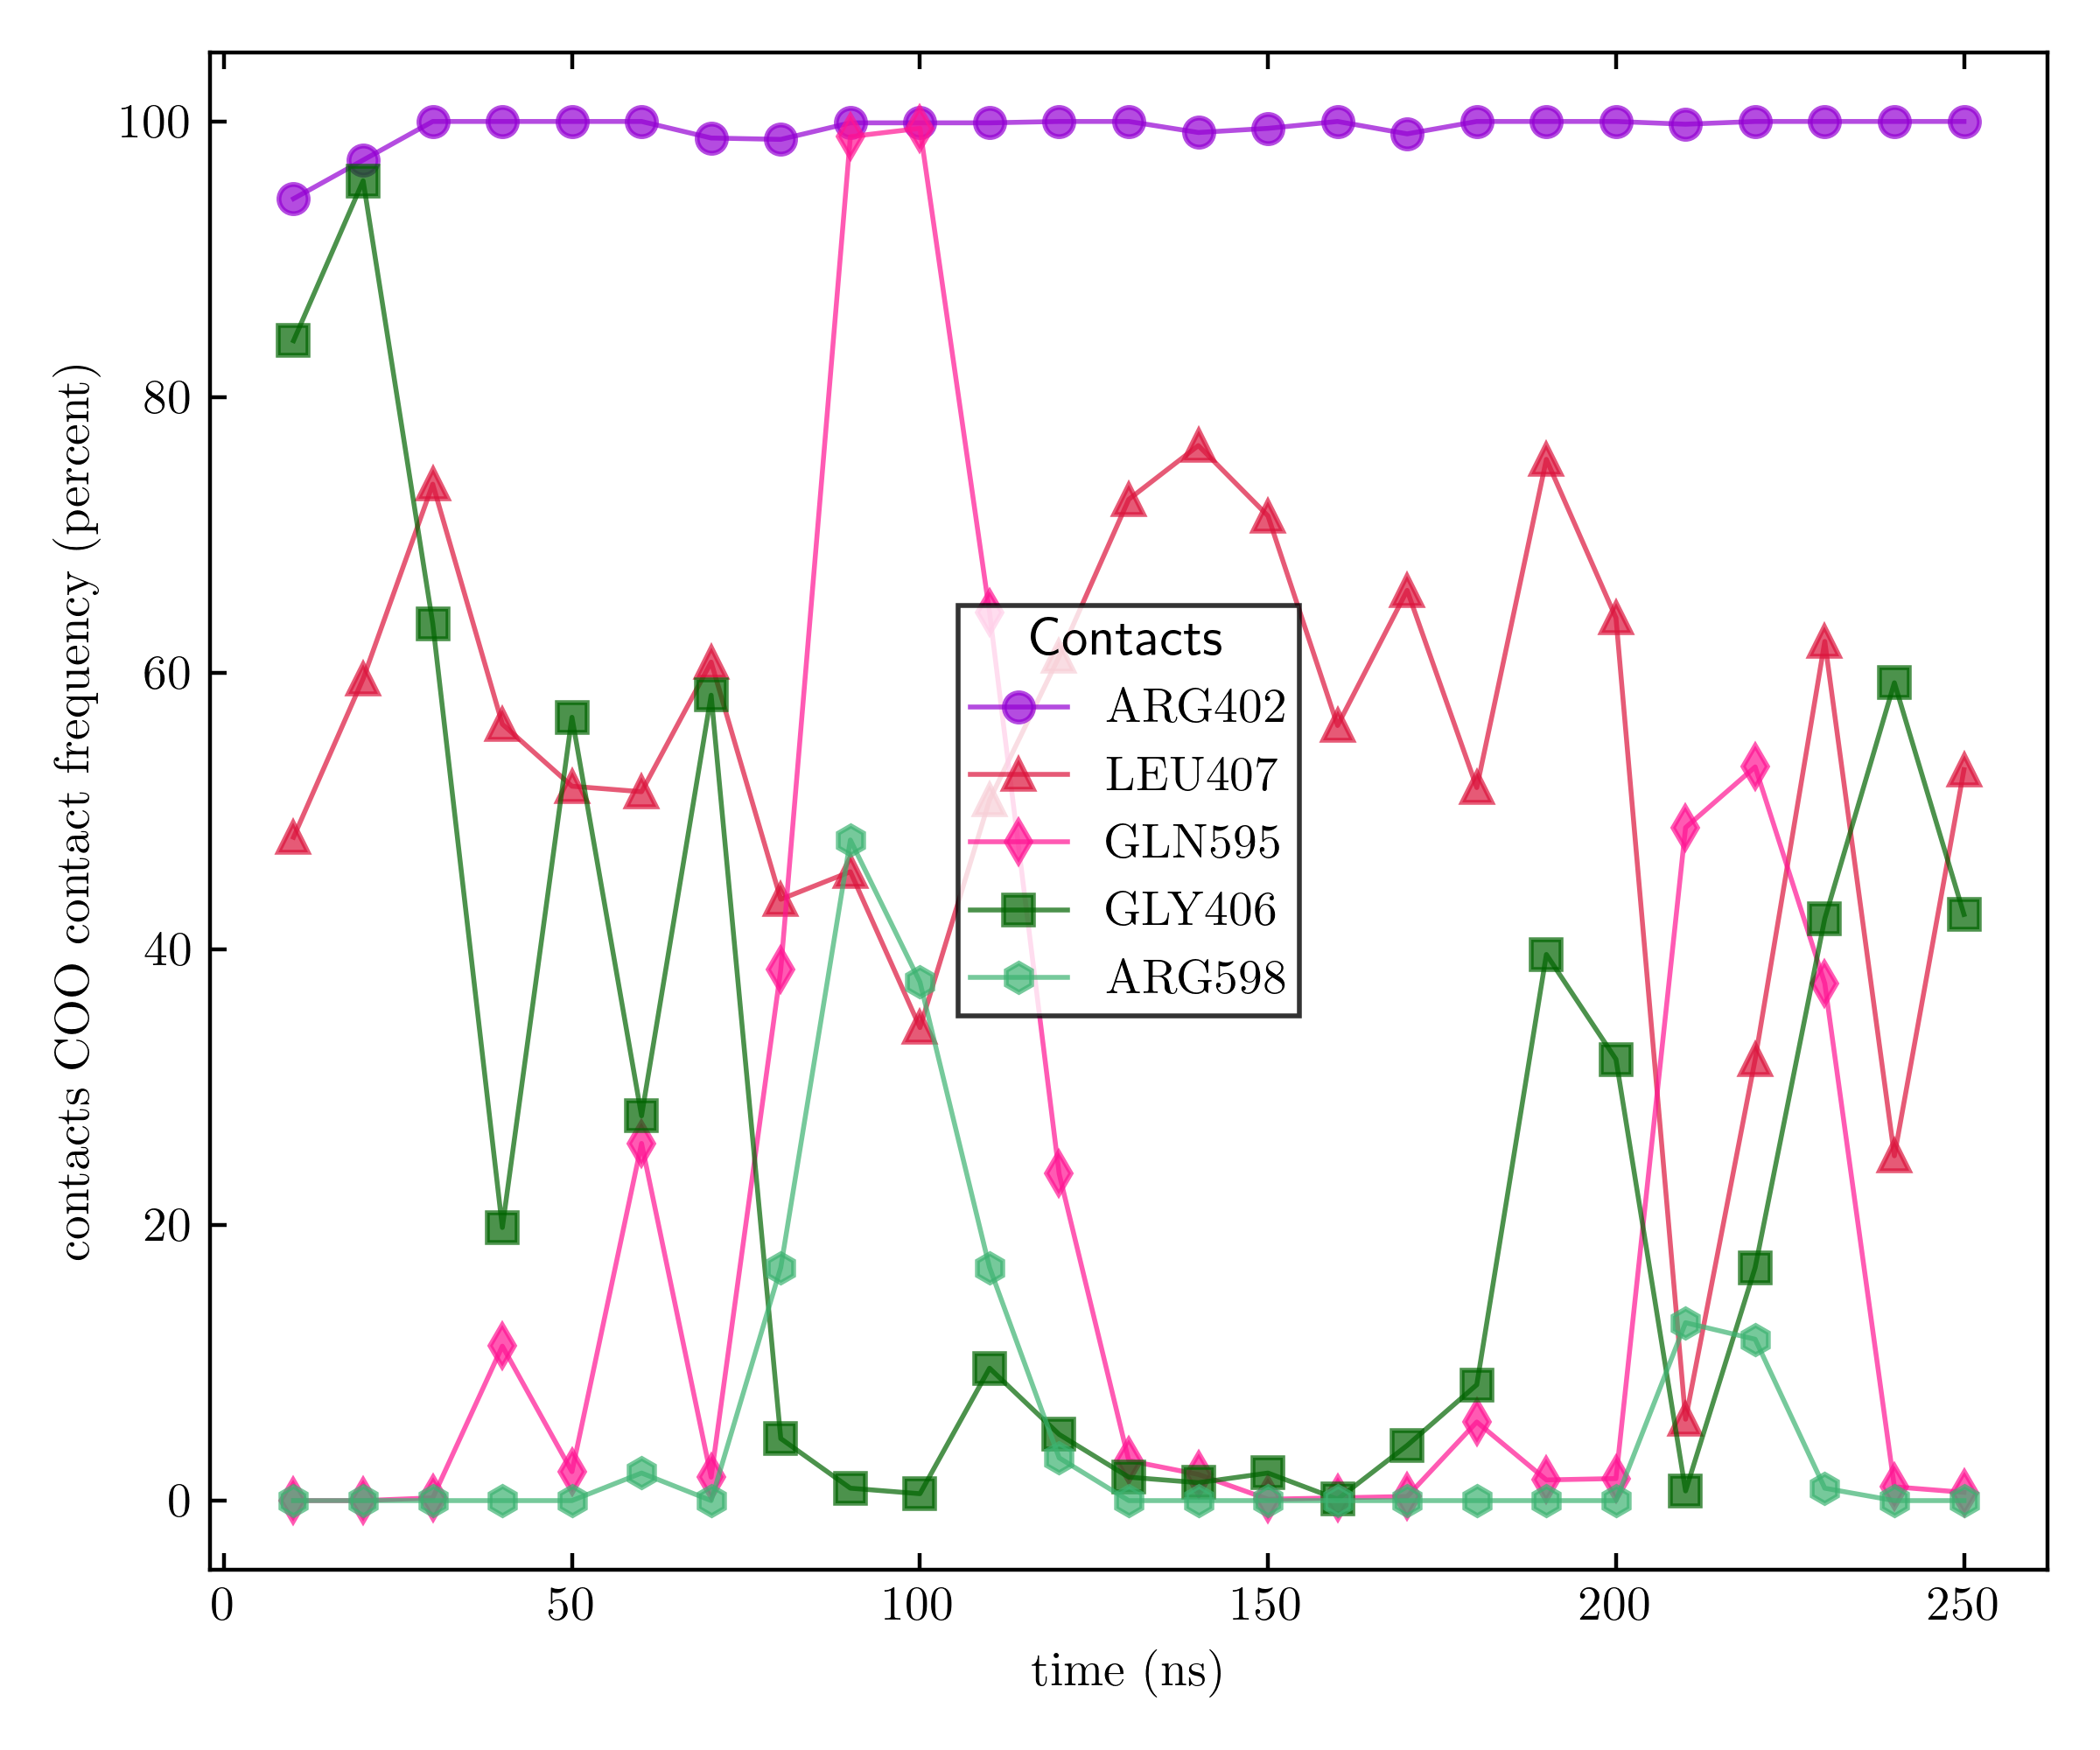 contacts COO contact frequency (percent)
100
80
60
40
20
0
Contacts
ARG402
LEU407
GLN595
GLY406
ARG598
0 50 100 150 200 250
time (ns)